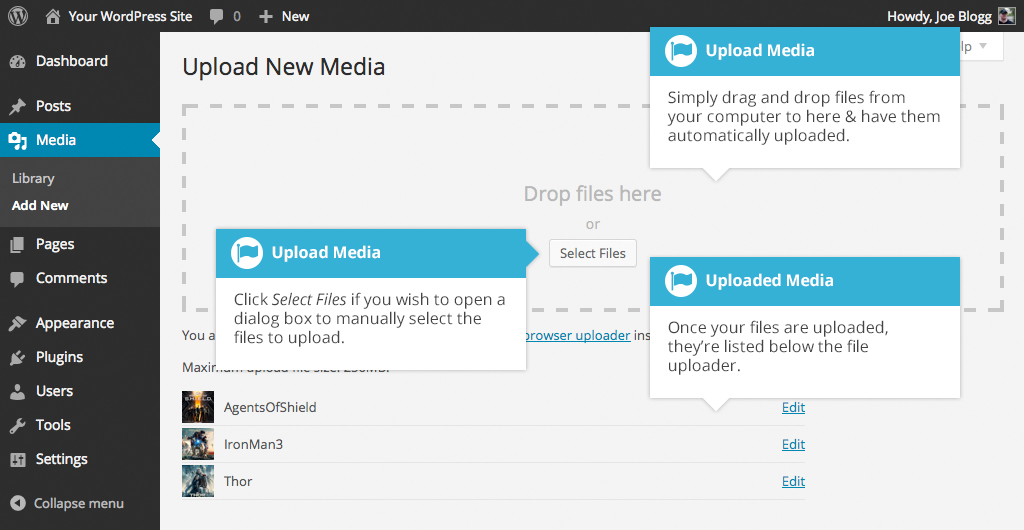 Your WordPress Site 0 New Howdy, Joe Blogg
Dashboard
Posts
Media
Library
Add New
Pages
Comments
Appearance
Plugins
Users
Tools
Settings
Collapse menu
Upload New Media
Upload Media
Simply drag and drop files from
your computer to here & have them
automatically uploaded.
Drop files here
or
Select Files
Upload Media
Click Select Files if you wish to open a
dialog box to manually select the
files to upload.
Uploaded Media
Once your files are uploaded,
they’re listed below the file
uploader.
You browser uploader
AgentsOfShield Edit
IronMan3 Edit
Thor Edit